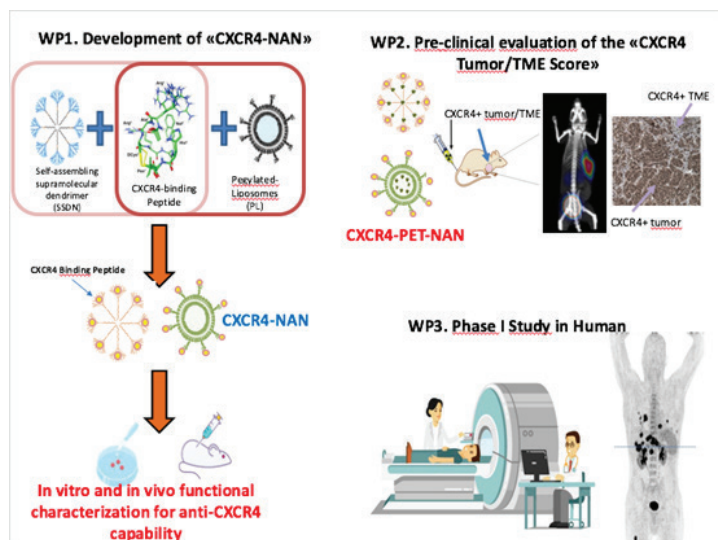 WP1. Development of «CXCR4-NAN»
Self-assembling
supramolecular
dendrimer
(SSDN)
CXCR4-binding
Peptide
Pegylated-
Liposomes
(PL)
CXCR4 Binding Peptide
CXCR4-NAN
In vitro and in vivo functional
characterization for anti-CXCR4
capability
WP2. Pre-clinical evaluation of the «CXCR4
Tumor/TME Score»
CXCR4+ tumor/TME
CXCR4+ TME
CXCR4+ tumor
CXCR4-PET-NAN
WP3. Phase I Study in Human